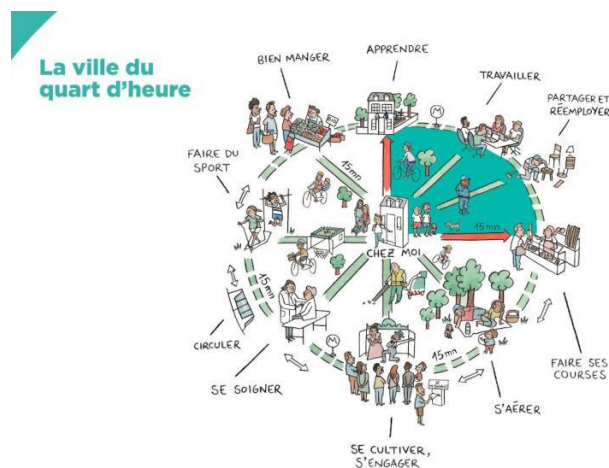 La ville du
quart d'heure
BIEN MANGER
APPRENDRE
TRAVAILLER
PARTAGER ET
RÉEMPLOYER
M
FAIRE DU
SPORT
15mn
15mn
CHEZ MOI
15mn
CIRCULER
M
15mn
SE SOIGNER
FAIRE SES
COURSES
S'AÉRER
SE CULTIVER,
S'ENGAGER